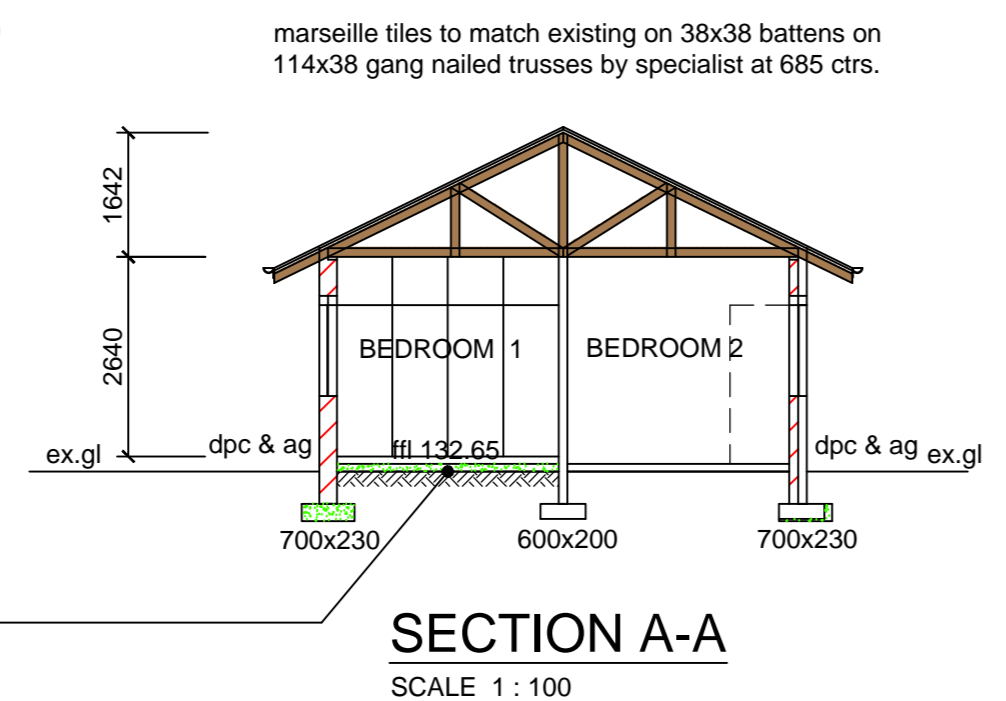 marseille tiles to match existing on 38x38 battens on
114x38 gang nailed trusses by specialist at 685 ctrs.
1642
2640
BEDROOM 1
BEDROOM 2
ex.gl
dpc & ag
ffl 132.65
dpc & ag
ex.gl
700x230
600x200
700x230
SECTION A-A
SCALE 1 : 100